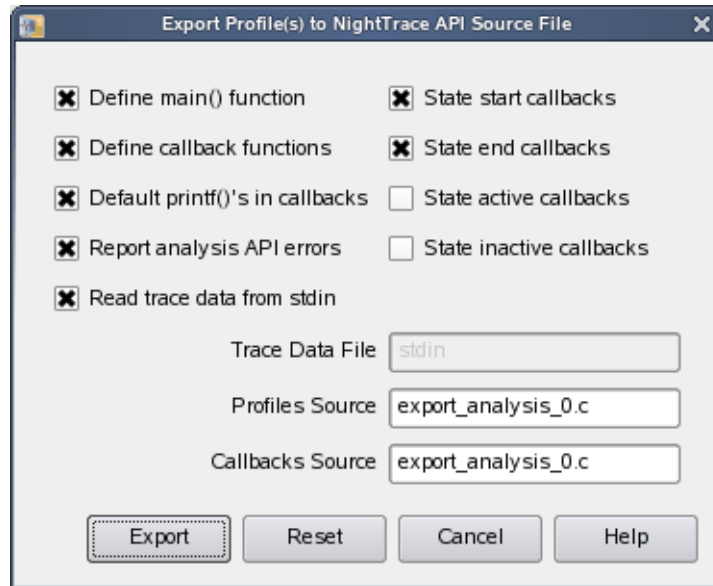 Export Profile(s) to NightTrace API Source File
Define main() function
State start callbacks
Define callback functions
State end callbacks
Default printf()'s in callbacks
State active callbacks
Report analysis API errors
State inactive callbacks
Read trace data from stdin
Trace Data File stdin
Profiles Source export_analysis_0.c
Callbacks Source export_analysis_0.c
Export Reset Cancel Help